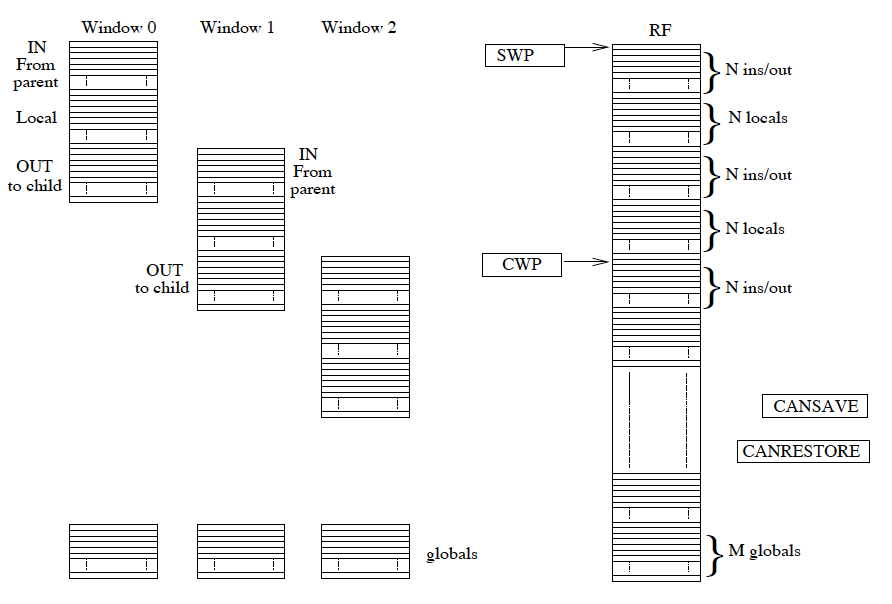 Window 0
Window 1
Window 2
RF
IN
From
parent
Local
OUT
to child
IN
From
parent
OUT
to child
SWP
N ins/out
N locals
N ins/out
N locals
CWP
N ins/out
CANSAVE
CANRESTORE
globals
M globals